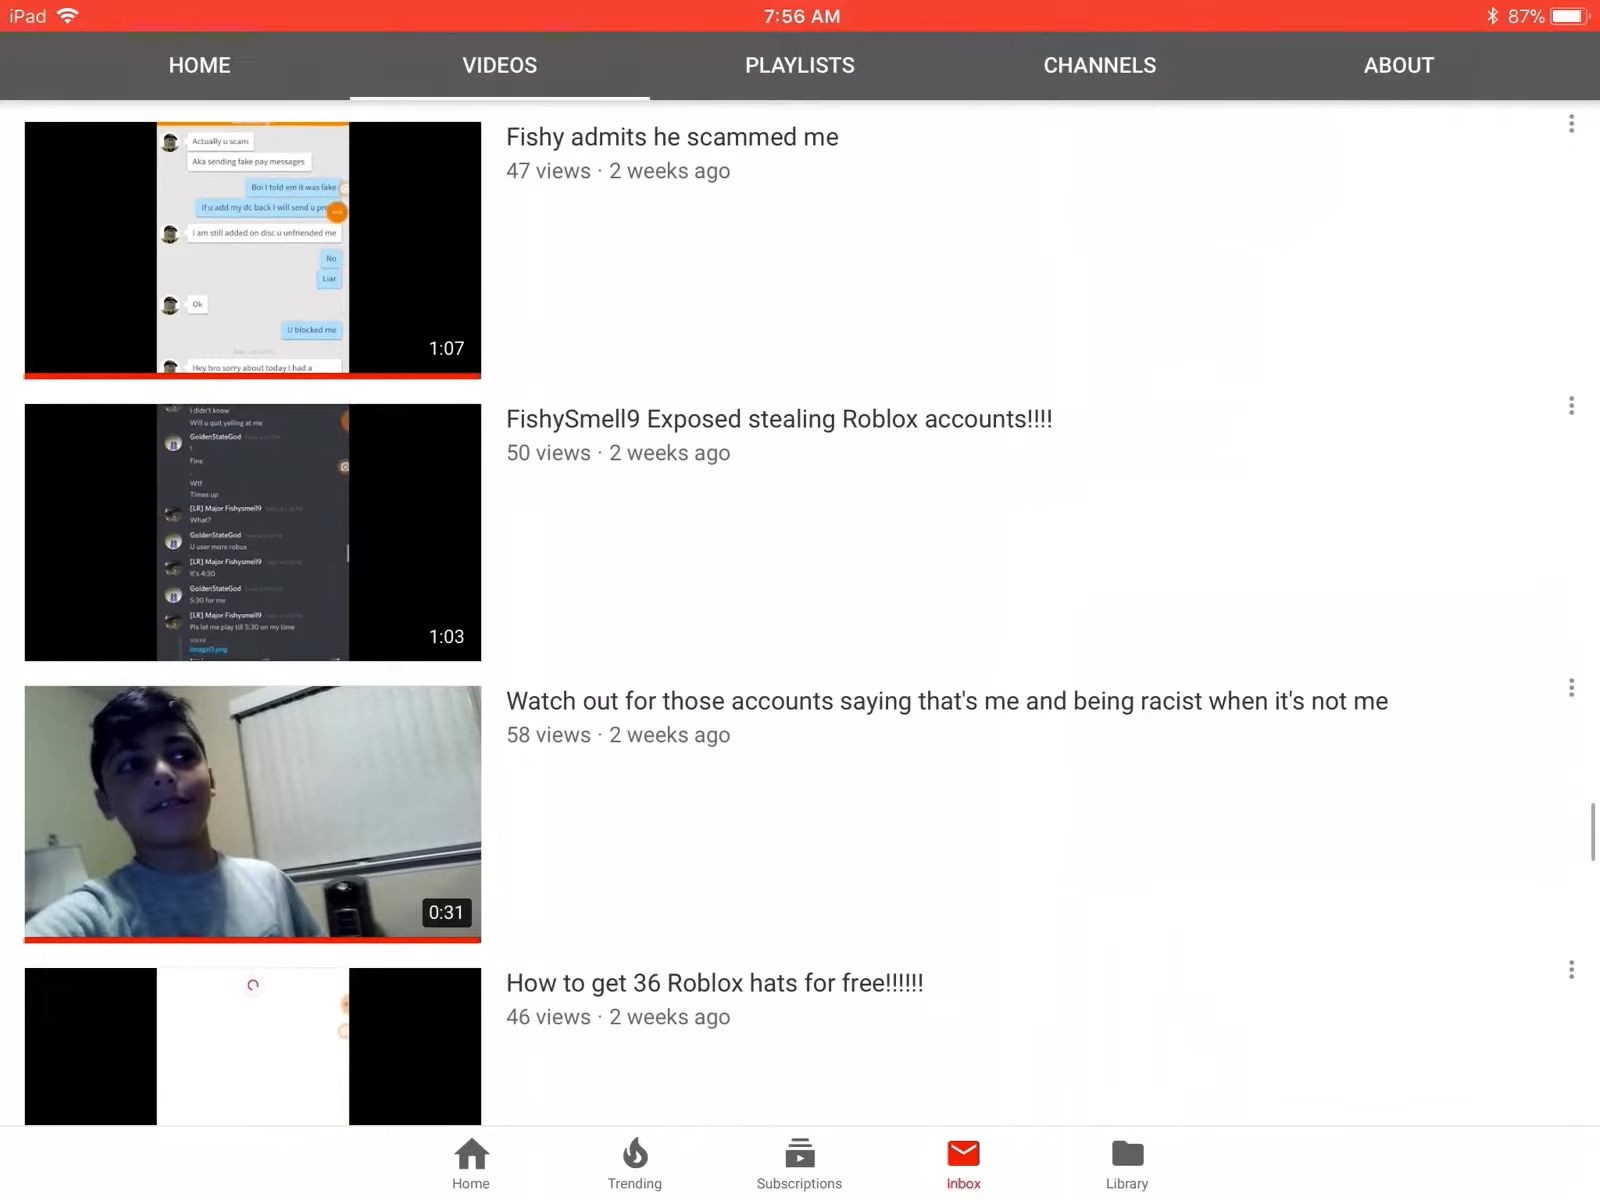 iPad
7:56 AM
87%
HOME
VIDEOS
PLAYLISTS
CHANNELS
ABOUT
Actually u scam
Aka sending fake pay messages
Boi I told em it was fake
If u add my dc back I will send u
I am still added on disc u unfriended me
No
Liar
Ok
U blocked me
Hey bro sorry about today I had a
1:07
Fishy admits he scammed me
47 views · 2 weeks ago
I didn't know
Will u quit yelling at me
GoldenStateGod
!
Fine
.
Wtf
Times up
[LR] Major Fishysmell9
What?
GoldenStateGod
U user more robux
[LR] Major Fishysmell9
It's 4:30
GoldenStateGod
5:30 for me
[LR] Major Fishysmell9
Pls let me play till 5:30 on my time
image0.png
1:03
FishySmell9 Exposed stealing Roblox accounts!!!!
50 views · 2 weeks ago
0:31
Watch out for those accounts saying that's me and being racist when it's not me
58 views · 2 weeks ago
How to get 36 Roblox hats for free!!!!!!
46 views · 2 weeks ago
Home
Trending
Subscriptions
Inbox
Library